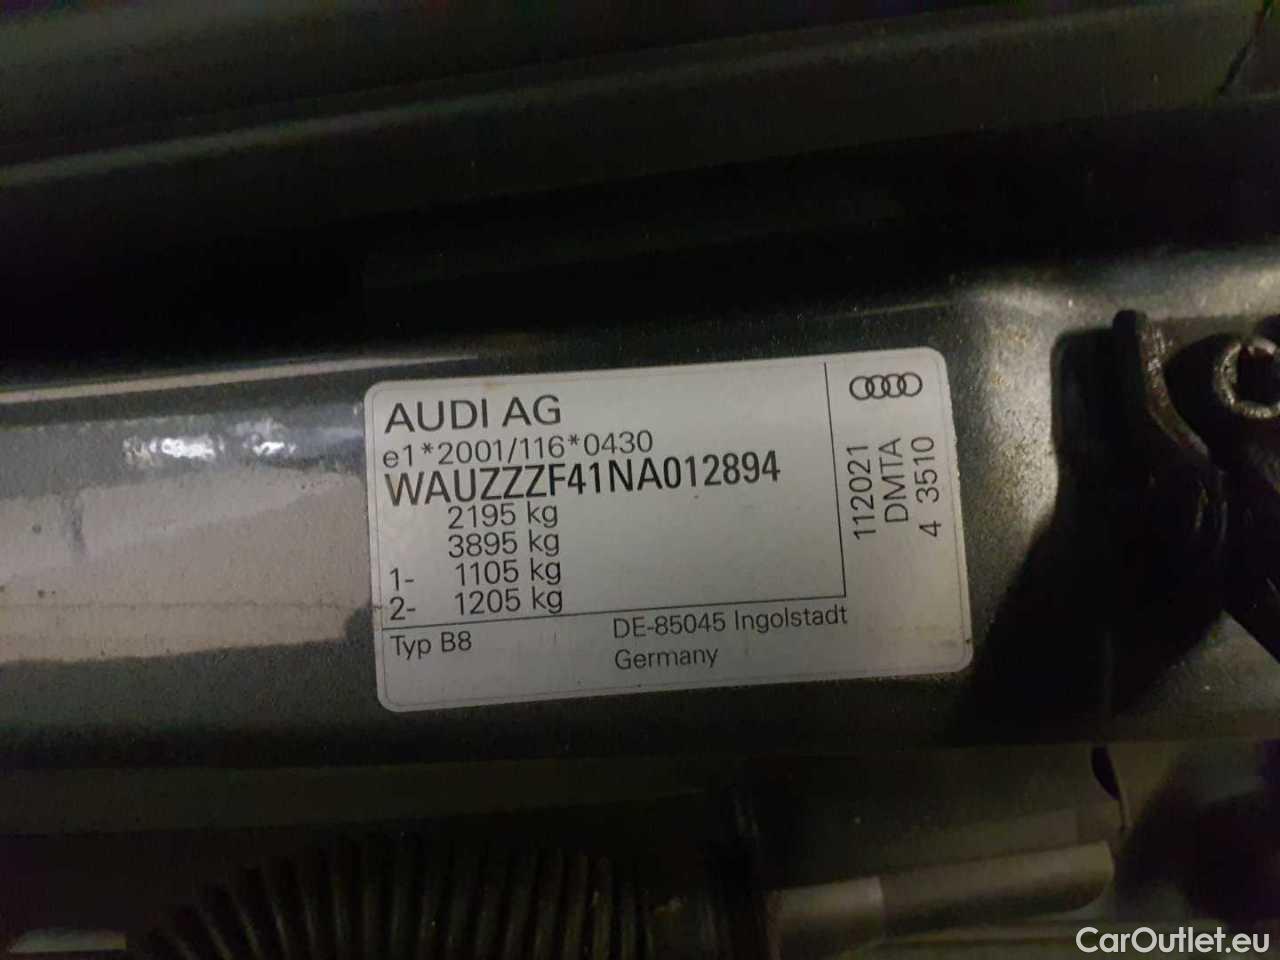 AUDI AG
e1*2001/116*0430
WAUZZZF41NA012894
2195 kg
3895 kg
1- 1105 kg
2- 1205 kg
Typ B8
DE-85045 Ingolstadt
Germany
112021
DMTA
4 3510
CarOutlet.eu